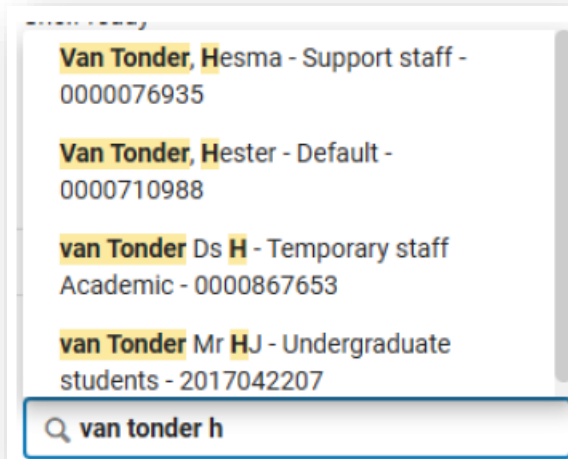 Van Tonder, Hesma - Support staff -
0000076935
Van Tonder, Hester - Default -
0000710988
van Tonder Ds H - Temporary staff
Academic - 0000867653
van Tonder Mr HJ - Undergraduate
students - 2017042207
van tonder h